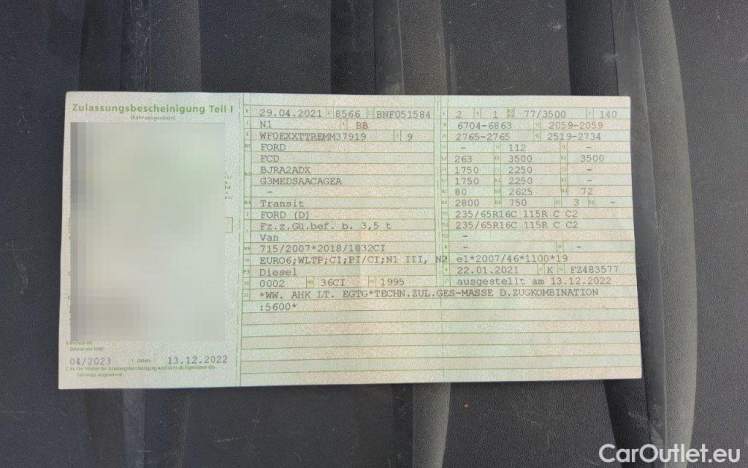 Zulassungsbescheinigung Teil I
(Fahrzeugschein)
29.04.2021 8566 BNF051584
N1 BB
WF0EXXTTREMM37919 9
FORD
FCD
BJRA2ADX
G3MEDSAACAGEA
-
Transit
FORD (D)
Fz.z.Gü.bef. b. 3,5 t
Van
715/2007*2018/1832CI
EURO6;WLTP;CI;PI/CI;N1 III, N2
Diesel
0002 36CI 1995
*WW. AHK LT. EGTG*TECHN.ZUL.GES-MASSE D.ZUGKOMBINATION
:5600*
2 1 77/3500 140
6704-6863 2059-2059
2765-2765 2519-2734
- 112 -
263 3500 3500
1750 2250 -
1750 2250 -
80 2625 72
2800 750 3 -
235/65R16C 115R C C2
235/65R16C 115R C C2
- -
-
e1*2007/46*1100*19
22.01.2021 K FZ483577
ausgestellt am 13.12.2022
04/2023 13.12.2022
CarOutlet.eu